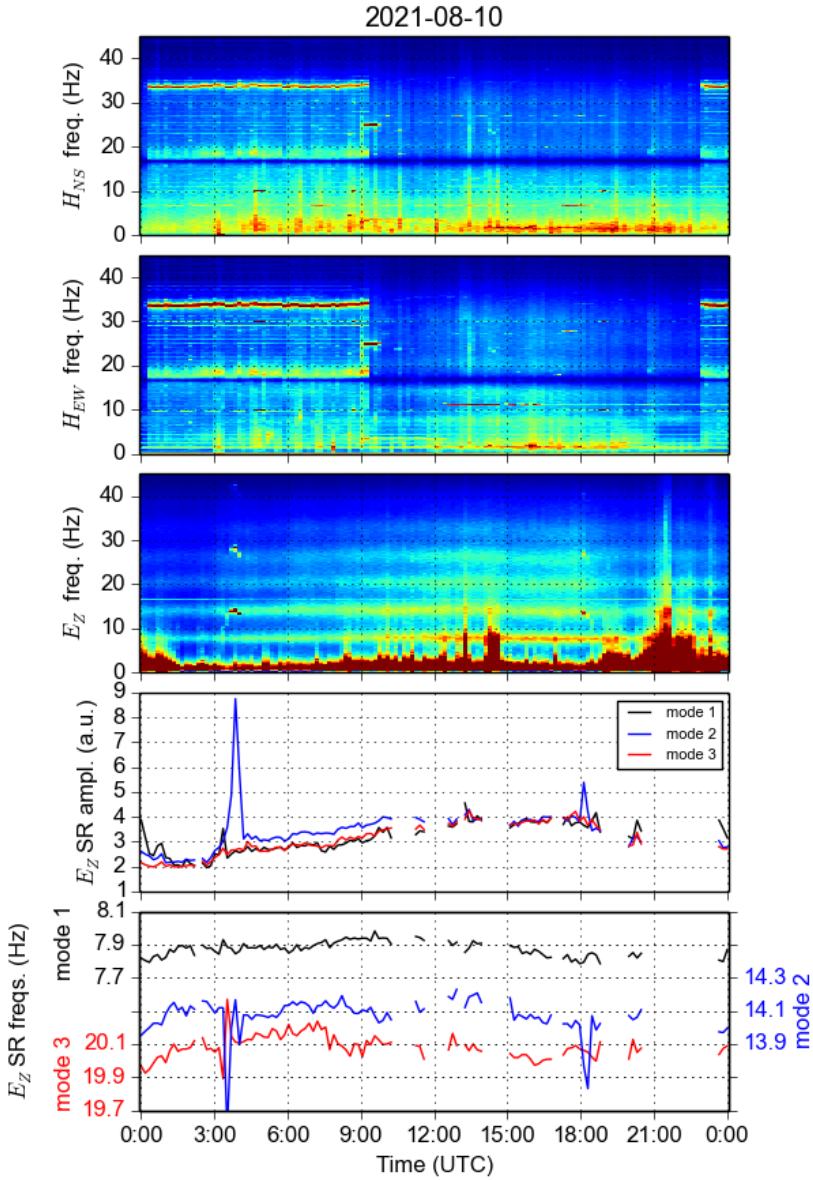 2021-08-10
H_NS freq. (Hz)
40
30
20
10
0
H_EW freq. (Hz)
40
30
20
10
0
E_Z freq. (Hz)
40
30
20
10
0
E_Z SR ampl. (a.u.)
9
8
7
6
5
4
3
2
1
mode 1
mode 2
mode 3
E_Z SR freqs. (Hz)
mode 1
8.1
7.9
7.7
mode 3
20.1
19.9
19.7
14.3
14.1
13.9
mode 2
0:00 3:00 6:00 9:00 12:00 15:00 18:00 21:00 0:00
Time (UTC)